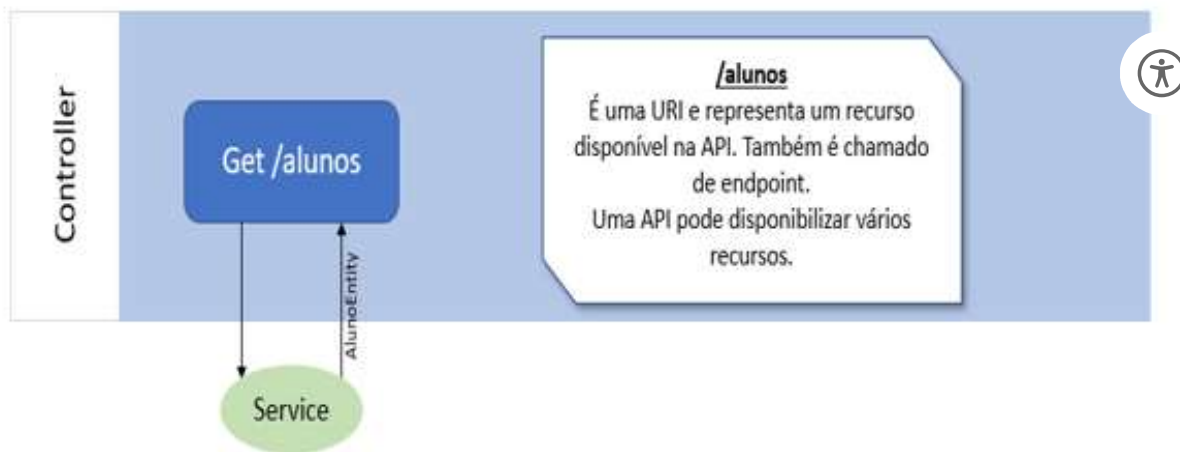 Controller
Get /alunos
/alunos
É uma URI e representa um recurso
disponível na API. Também é chamado
de endpoint.
Uma API pode disponibilizar vários
recursos.
AlunoEntity
Service